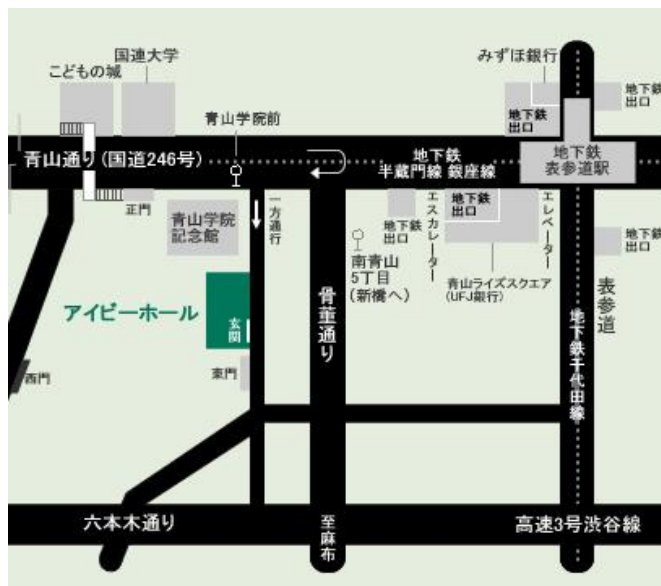 国連大学
こどもの城
みずほ銀行
青山学院前
地下鉄
出口
地下鉄
出口
青山通り(国道246号)
地下鉄
半蔵門線 銀座線
地下鉄
表参道駅
正門
青山学院
記念館
一方通行
地下鉄
出口
エスカレーター
地下鉄
出口
エレベーター
地下鉄
出口
南青山
5丁目
(新橋へ)
青山ライズスクエア
(UFJ銀行)
表参道
アイビーホール
玄関
骨董通り
地下鉄千代田線
西門
東門
六本木通り
至麻布
高速3号渋谷線